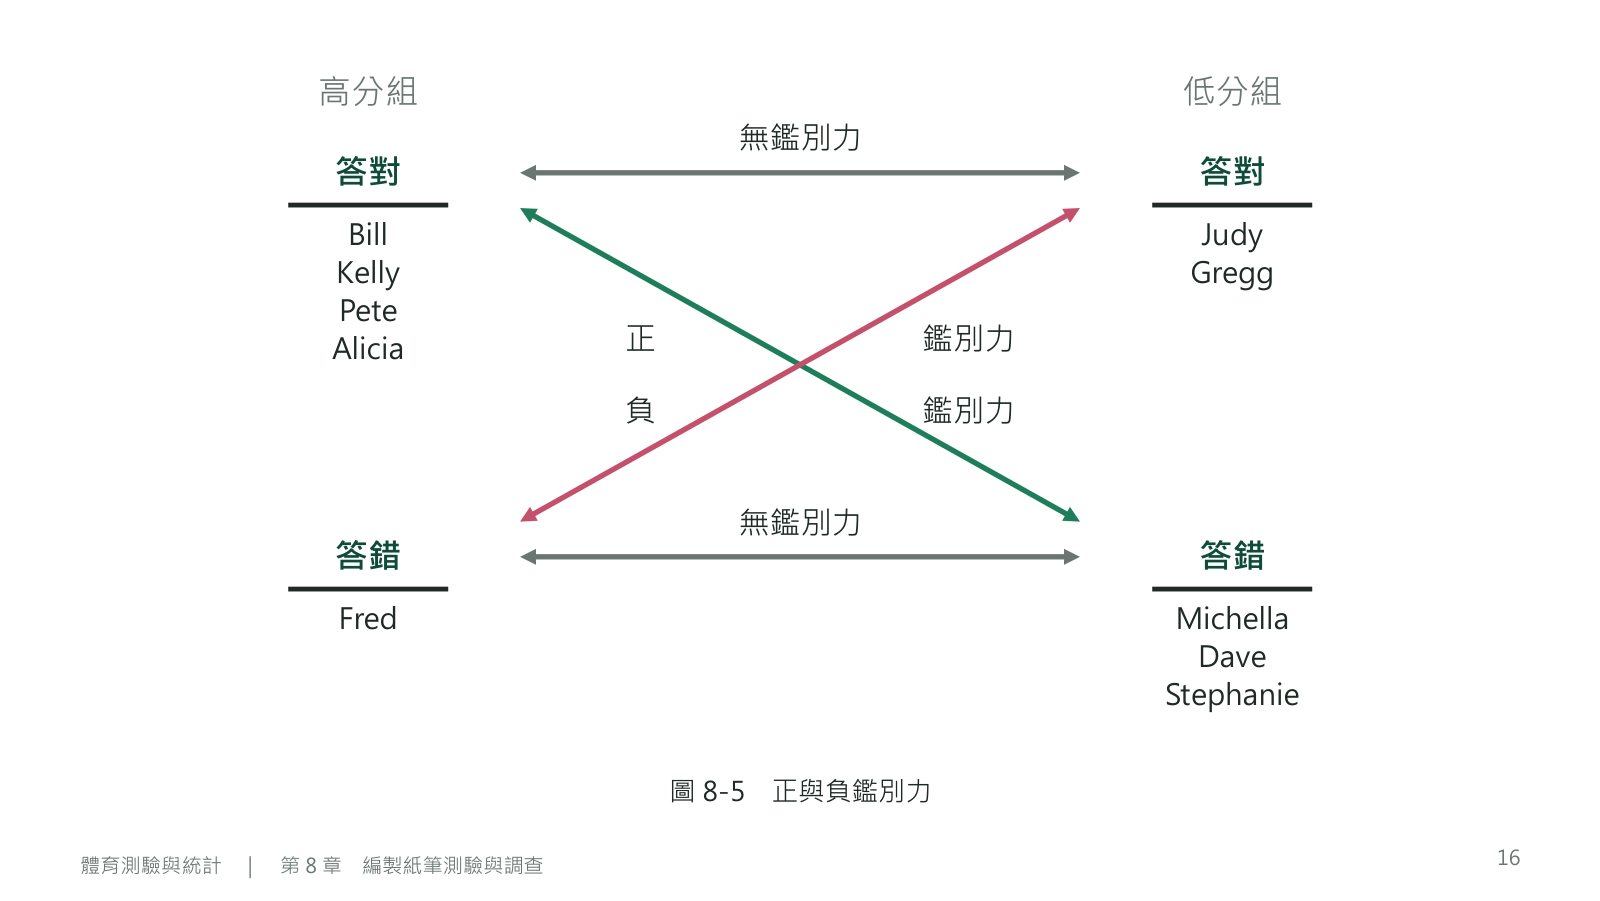 高分組
低分組
無鑑別力
答對
答對
Bill
Kelly
Pete
Alicia
Judy
Gregg
正 鑑別力
負 鑑別力
無鑑別力
答錯
答錯
Fred
Michella
Dave
Stephanie
圖 8-5 正與負鑑別力
體育測驗與統計 | 第 8 章 編製紙筆測驗與調查
16